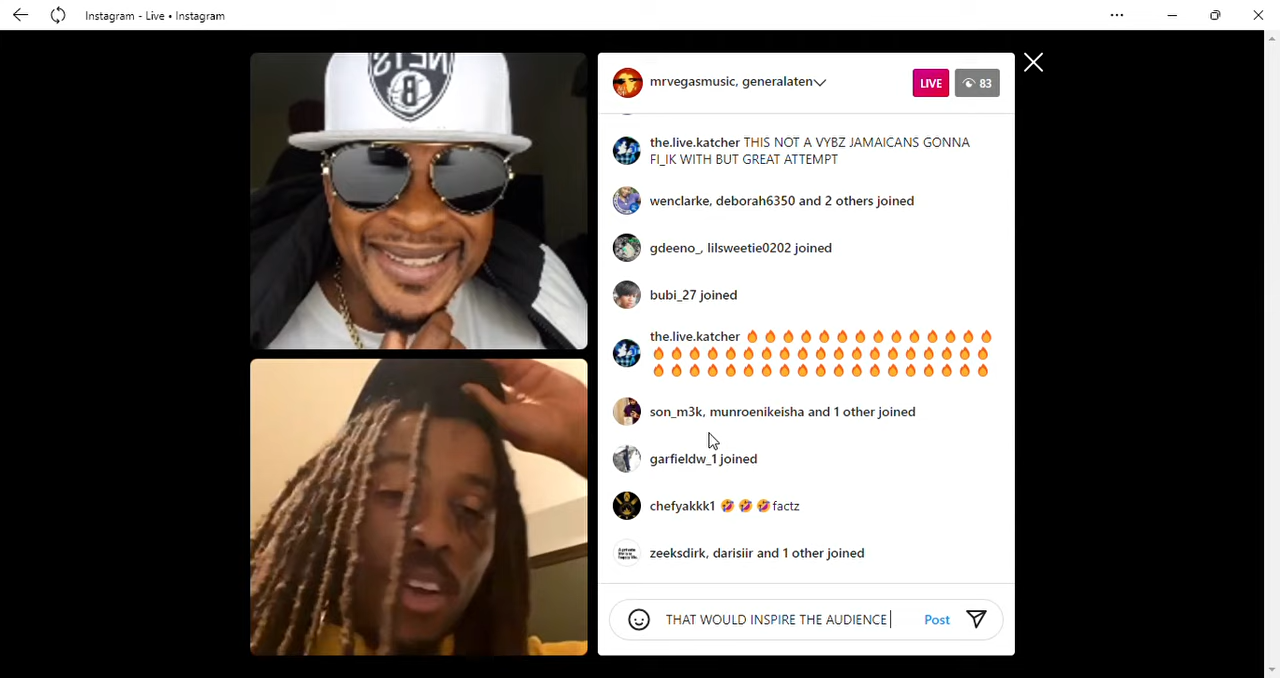 Instagram - Live • Instagram
NETS
B
mrvegasmusic, generalaten
LIVE
83
the.live.katcher THIS NOT A VYBZ JAMAICANS GONNA
FI_IK WITH BUT GREAT ATTEMPT
wenclarke, deborah6350 and 2 others joined
gdeeno_, lilsweetie0202 joined
bubi_27 joined
the.live.katcher 🔥🔥🔥🔥🔥🔥🔥🔥🔥🔥🔥🔥🔥🔥
🔥🔥🔥🔥🔥🔥🔥🔥🔥🔥🔥🔥🔥🔥🔥🔥🔥🔥🔥
🔥🔥🔥🔥🔥🔥🔥🔥🔥🔥🔥🔥🔥🔥🔥🔥🔥🔥🔥
son_m3k, munroenikeisha and 1 other joined
garfieldw_1 joined
chefyakkk1 🤣🤣🤣factz
zeeksdirk, darisiir and 1 other joined
THAT WOULD INSPIRE THE AUDIENCE
Post